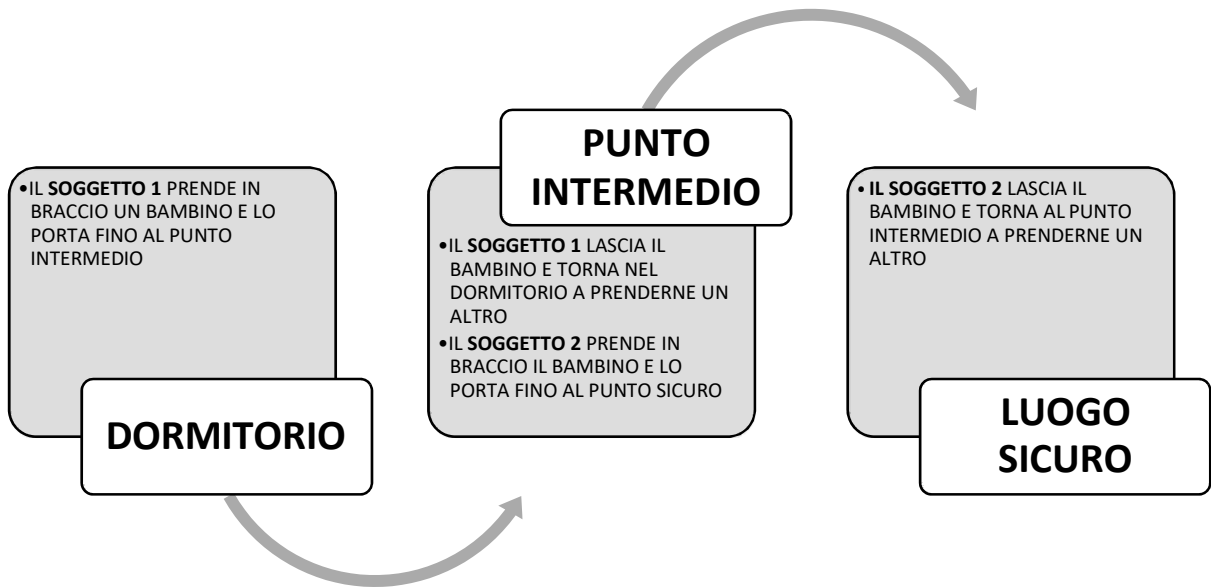 •IL SOGGETTO 1 PRENDE IN
BRACCIO UN BAMBINO E LO
PORTA FINO AL PUNTO
INTERMEDIO
DORMITORIO
PUNTO
INTERMEDIO
•IL SOGGETTO 1 LASCIA IL
BAMBINO E TORNA NEL
DORMITORIO A PRENDERNE UN
ALTRO
•IL SOGGETTO 2 PRENDE IN
BRACCIO IL BAMBINO E LO
PORTA FINO AL PUNTO SICURO
• IL SOGGETTO 2 LASCIA IL
BAMBINO E TORNA AL PUNTO
INTERMEDIO A PRENDERNE UN
ALTRO
LUOGO
SICURO